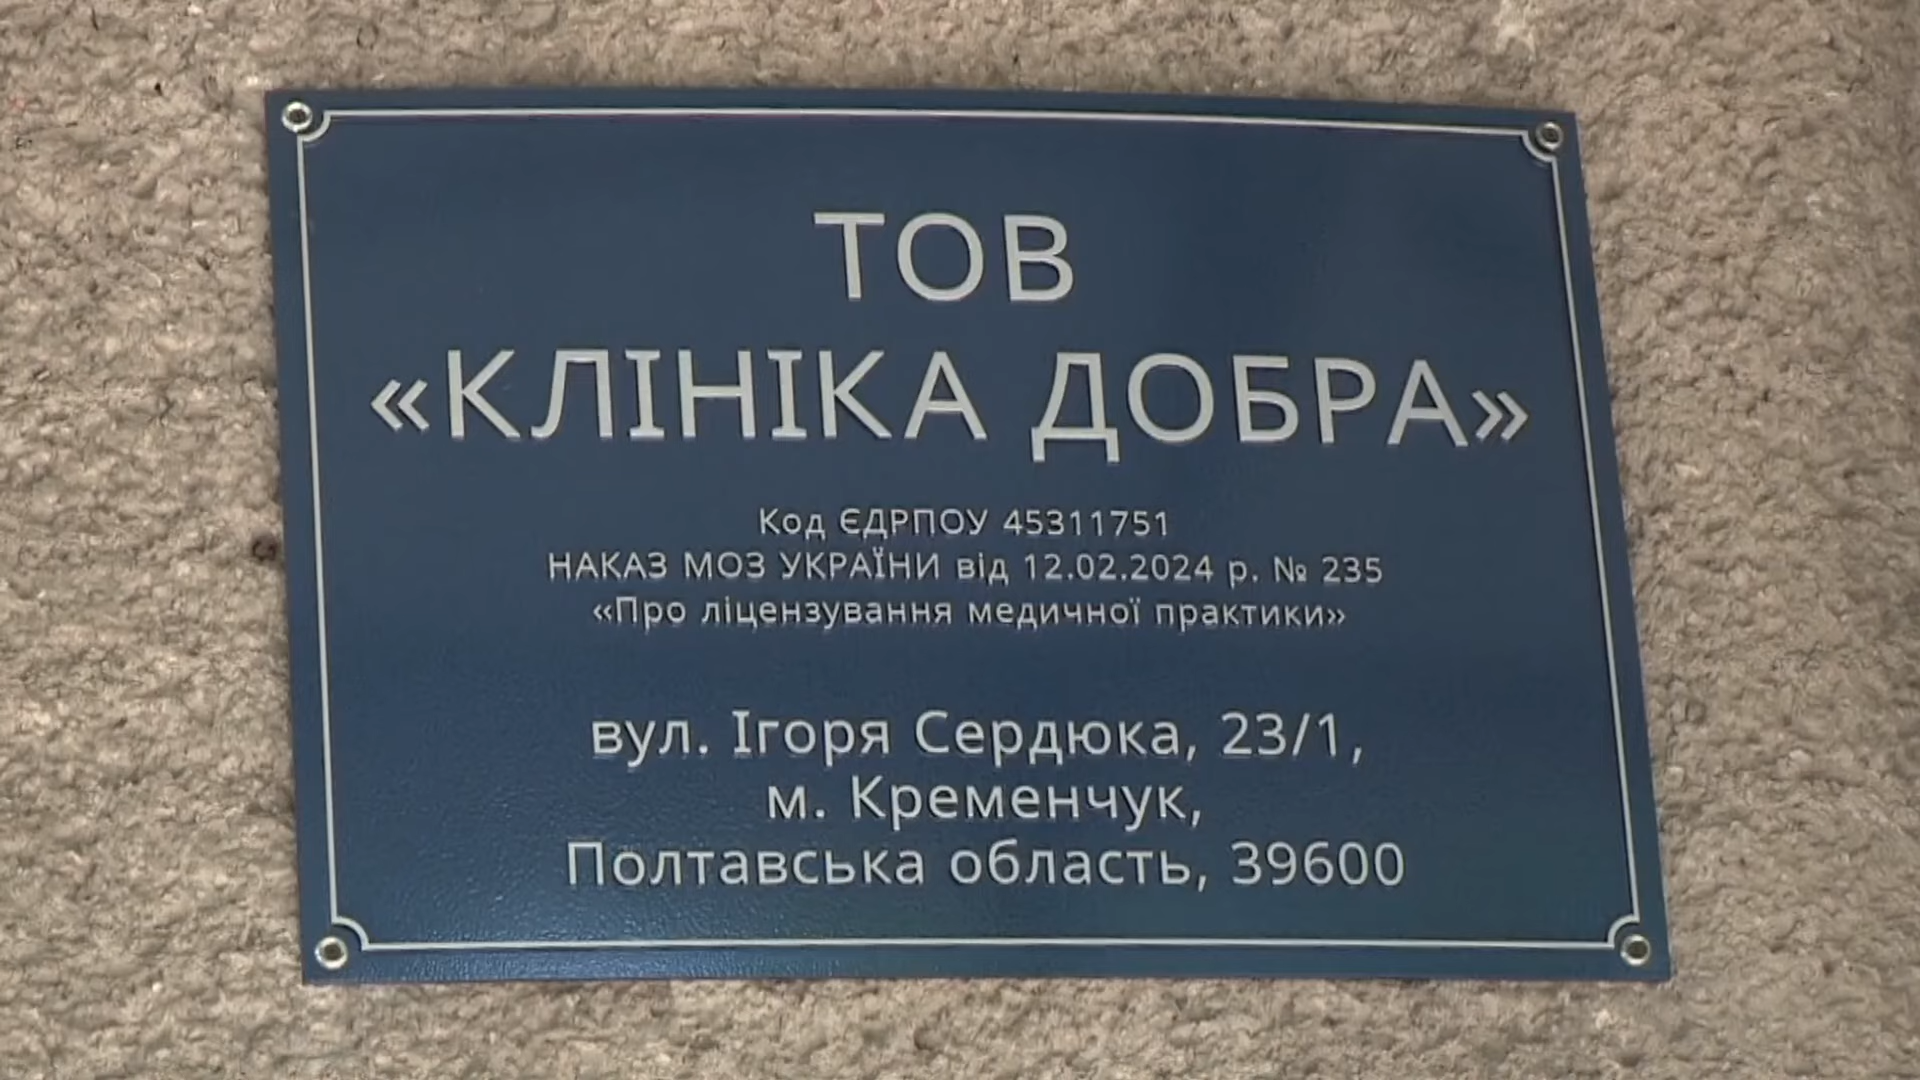 ТОВ
«КЛІНІКА ДОБРА»
Код ЄДРПОУ 45311751
НАКАЗ МОЗ УКРАЇНИ від 12.02.2024 р. № 235
«Про ліцензування медичної практики»
вул. Ігоря Сердюка, 23/1,
м. Кременчук,
Полтавська область, 39600